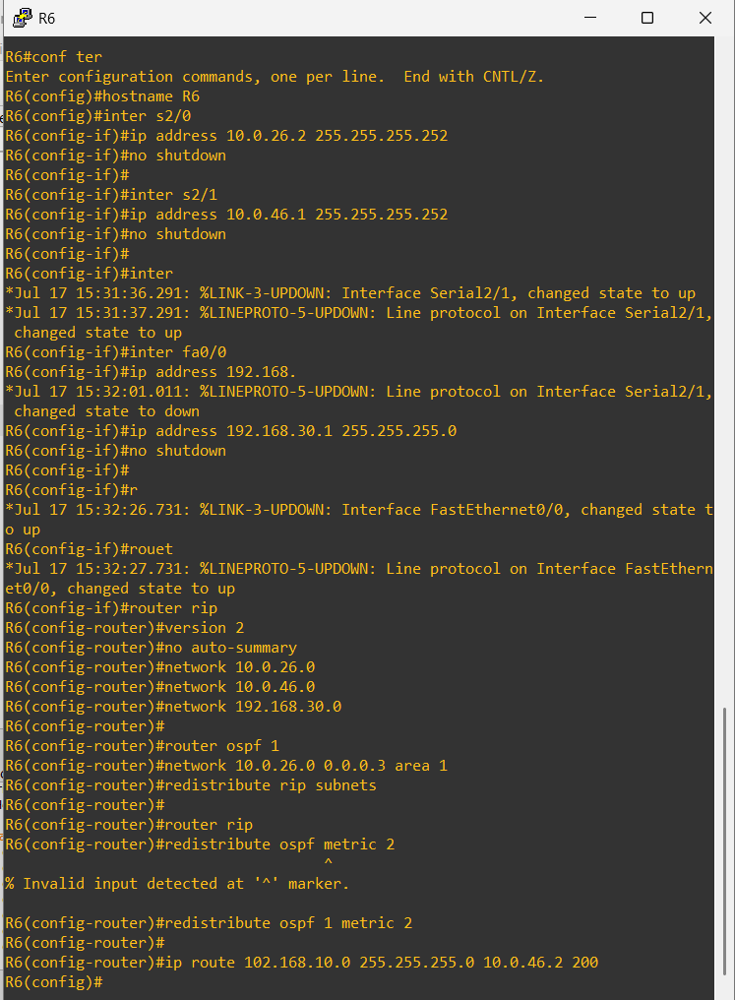 R6
R6#conf ter
Enter configuration commands, one per line.  End with CNTL/Z.
R6(config)#hostname R6
R6(config)#inter s2/0
R6(config-if)#ip address 10.0.26.2 255.255.255.252
R6(config-if)#no shutdown
R6(config-if)#
R6(config-if)#inter s2/1
R6(config-if)#ip address 10.0.46.1 255.255.255.252
R6(config-if)#no shutdown
R6(config-if)#
R6(config-if)#inter
*Jul 17 15:31:36.291: %LINK-3-UPDOWN: Interface Serial2/1, changed state to up
*Jul 17 15:31:37.291: %LINEPROTO-5-UPDOWN: Line protocol on Interface Serial2/1,
 changed state to up
R6(config-if)#inter fa0/0
R6(config-if)#ip address 192.168.
*Jul 17 15:32:01.011: %LINEPROTO-5-UPDOWN: Line protocol on Interface Serial2/1,
 changed state to down
R6(config-if)#ip address 192.168.30.1 255.255.255.0
R6(config-if)#no shutdown
R6(config-if)#
R6(config-if)#r
*Jul 17 15:32:26.731: %LINK-3-UPDOWN: Interface FastEthernet0/0, changed state t
o up
R6(config-if)#rouet
*Jul 17 15:32:27.731: %LINEPROTO-5-UPDOWN: Line protocol on Interface FastEthern
et0/0, changed state to up
R6(config-if)#router rip
R6(config-router)#version 2
R6(config-router)#no auto-summary
R6(config-router)#network 10.0.26.0
R6(config-router)#network 10.0.46.0
R6(config-router)#network 192.168.30.0
R6(config-router)#
R6(config-router)#router ospf 1
R6(config-router)#network 10.0.26.0 0.0.0.3 area 1
R6(config-router)#redistribute rip subnets
R6(config-router)#
R6(config-router)#router rip
R6(config-router)#redistribute ospf metric 2
                                    ^
% Invalid input detected at '^' marker.
R6(config-router)#redistribute ospf 1 metric 2
R6(config-router)#
R6(config-router)#ip route 102.168.10.0 255.255.255.0 10.0.46.2 200
R6(config)#